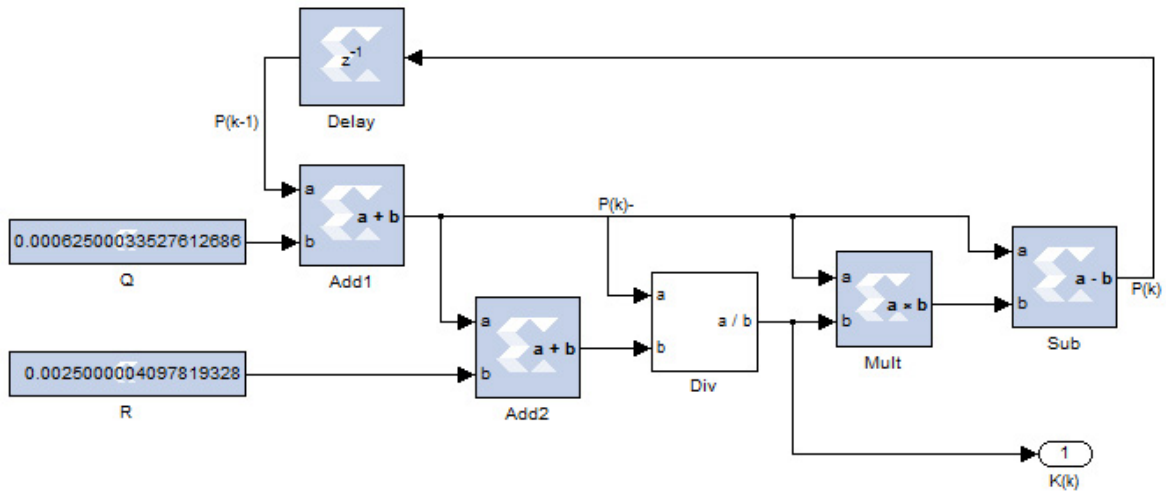 z⁻¹
Delay
P(k-1)
a
b
a + b
Add1
0.00062500033527612686
Q
P(k)-
a
b
a + b
Add2
0.0025000004097819328
R
a
b
a / b
Div
a
b
a × b
Mult
a
b
a - b
Sub
P(k)
1
K(k)